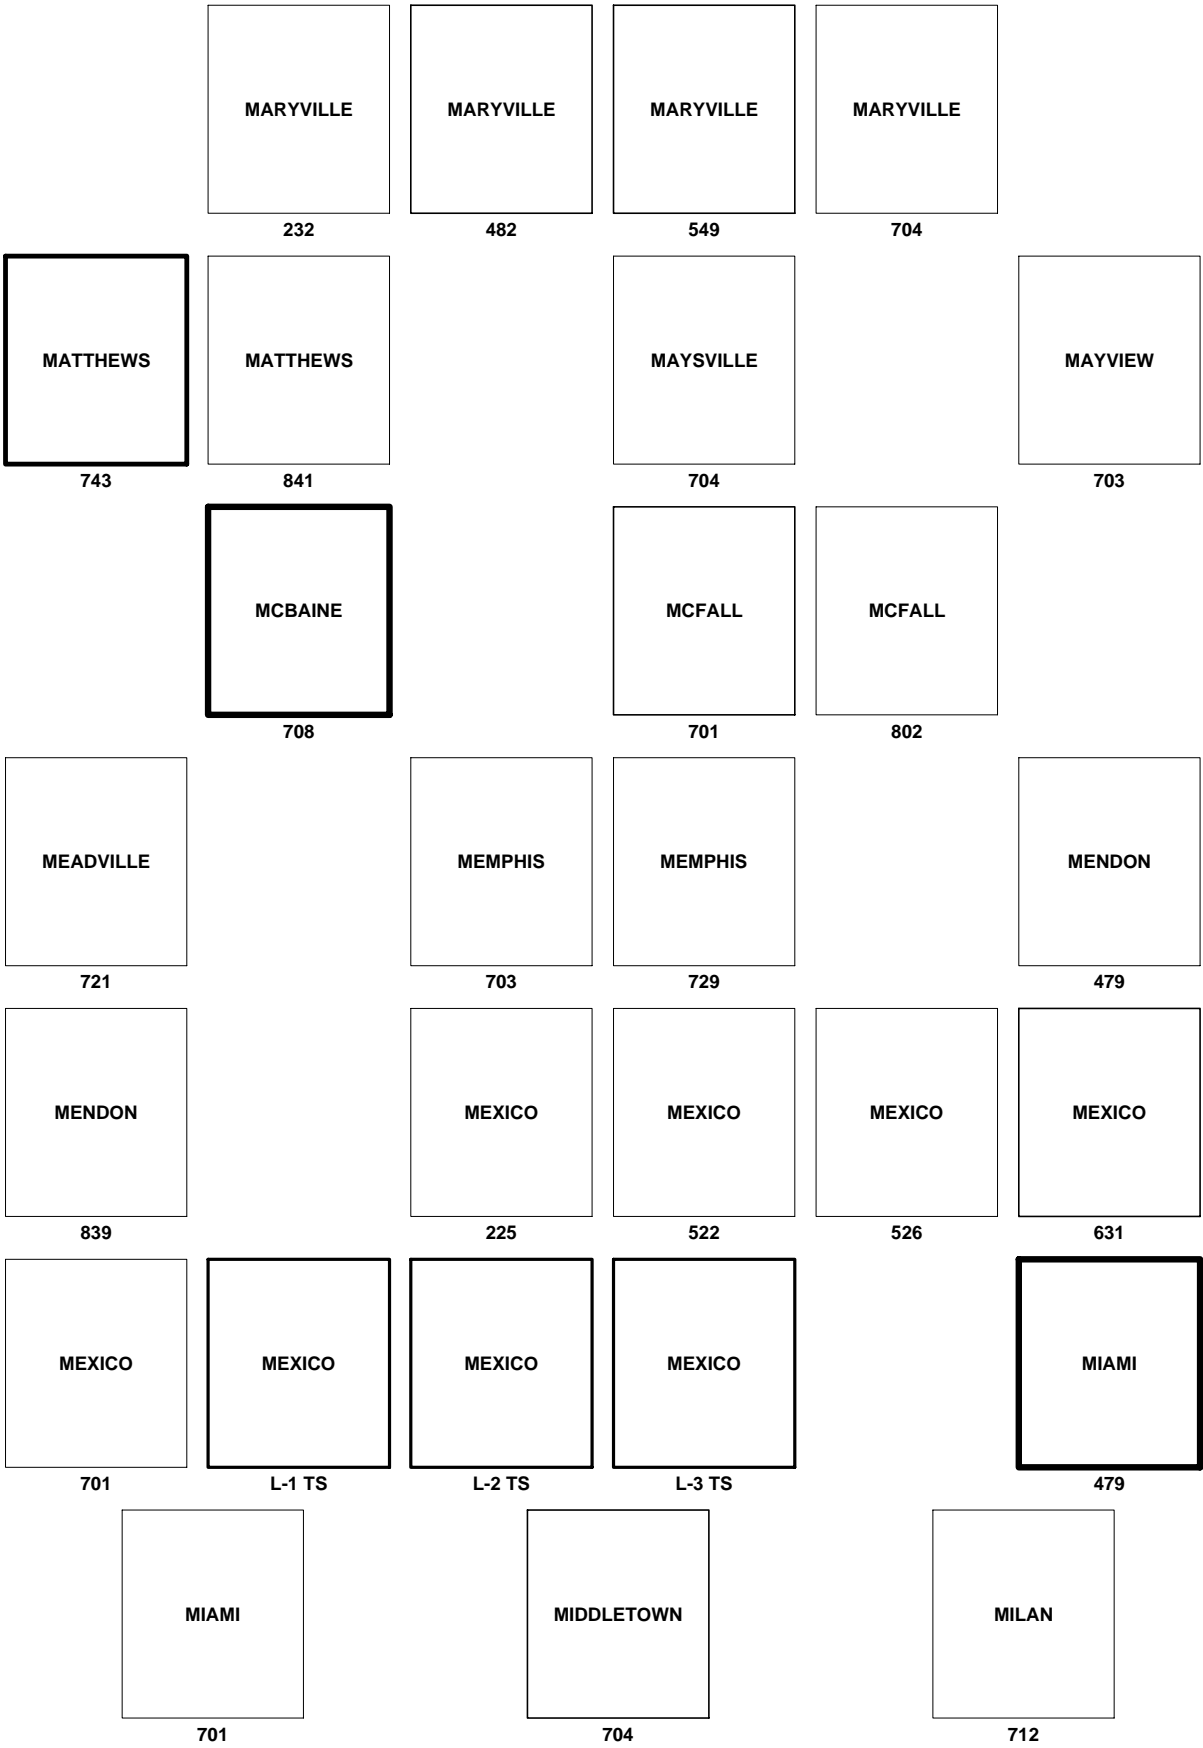 MARYVILLE MARYVILLE MARYVILLE MARYVILLE
232 482 549 704
MATTHEWS MATTHEWS MAYSVILLE MAYVIEW
743 841 704 703
MCBAINE MCFALL MCFALL
708 701 802
MEADVILLE MEMPHIS MEMPHIS MENDON
721 703 729 479
MENDON MEXICO MEXICO MEXICO MEXICO
839 225 522 526 631
MEXICO MEXICO MEXICO MEXICO MIAMI
701 L-1 TS L-2 TS L-3 TS 479
MIAMI MIDDLETOWN MILAN
701 704 712